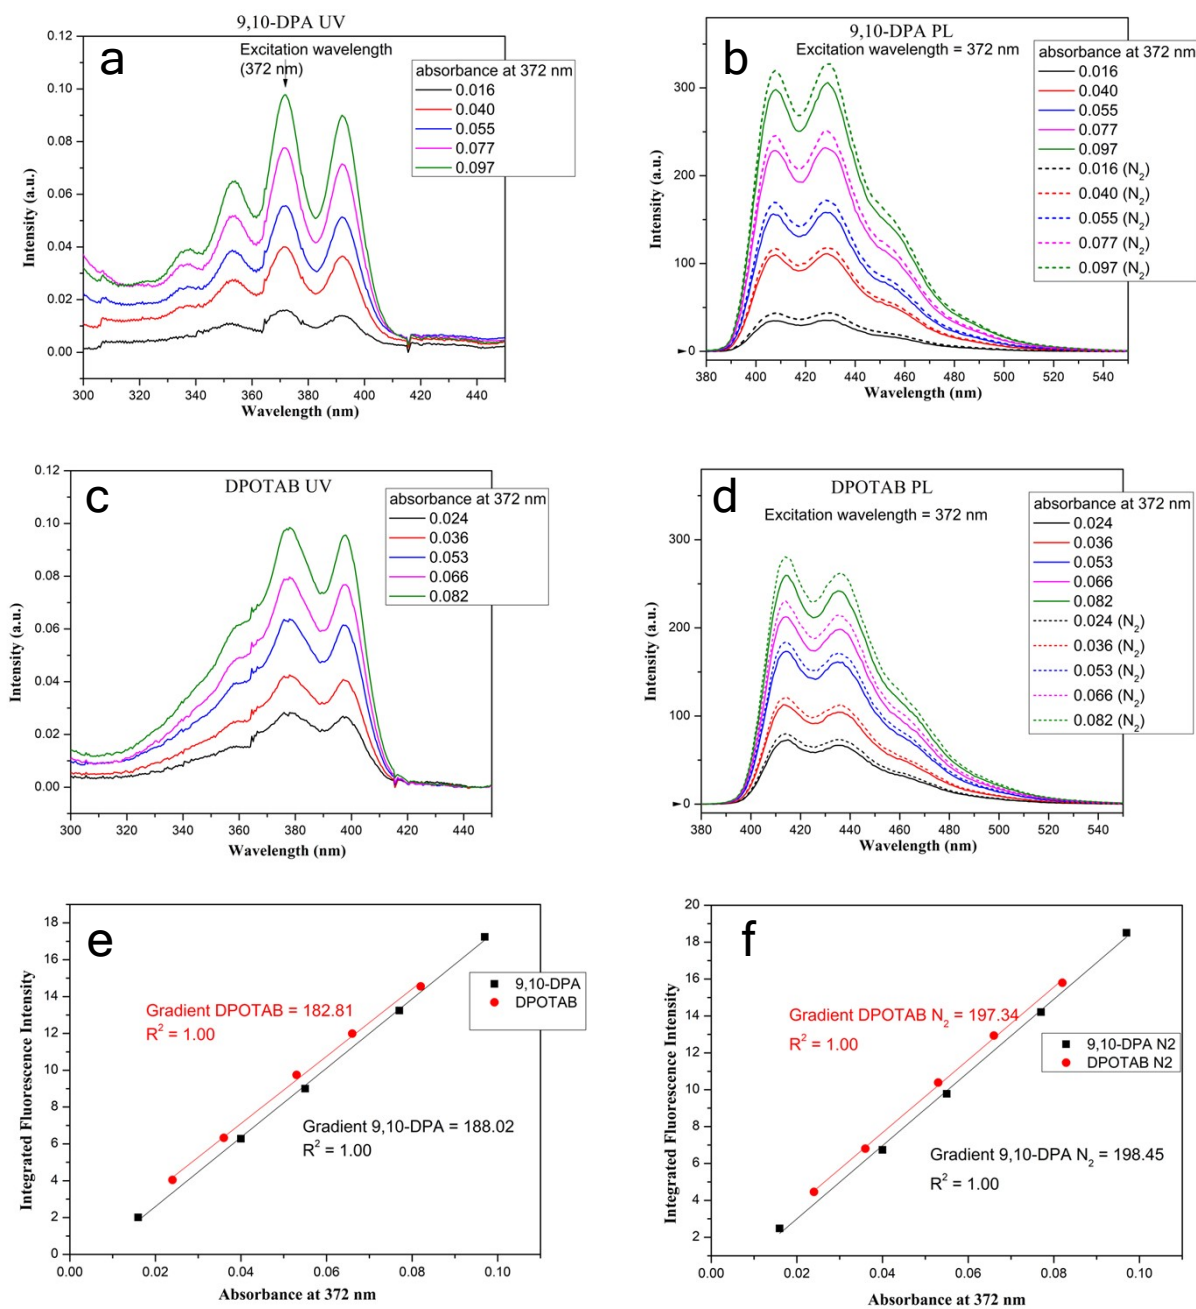 a
9,10-DPA UV
Excitation wavelength
(372 nm)
absorbance at 372 nm
0.016
0.040
0.055
0.077
0.097
0.12
0.10
0.08
0.06
0.04
0.02
0.00
Intensity (a.u.)
300 320 340 360 380 400 420 440
Wavelength (nm)
b
9,10-DPA PL
Excitation wavelength = 372 nm
absorbance at 372 nm
0.016
0.040
0.055
0.077
0.097
0.016 (N₂)
0.040 (N₂)
0.055 (N₂)
0.077 (N₂)
0.097 (N₂)
300
200
100
0
Intensity (a.u.)
380 400 420 440 460 480 500 520 540
Wavelength (nm)
c
DPOTAB UV
absorbance at 372 nm
0.024
0.036
0.053
0.066
0.082
0.12
0.10
0.08
0.06
0.04
0.02
0.00
Intensity (a.u.)
300 320 340 360 380 400 420 440
Wavelength (nm)
d
DPOTAB PL
Excitation wavelength = 372 nm
absorbance at 372 nm
0.024
0.036
0.053
0.066
0.082
0.024 (N₂)
0.036 (N₂)
0.053 (N₂)
0.066 (N₂)
0.082 (N₂)
300
200
100
0
Intensity (a.u.)
380 400 420 440 460 480 500 520 540
Wavelength (nm)
e
9,10-DPA
DPOTAB
Gradient DPOTAB = 182.81
R² = 1.00
Gradient 9,10-DPA = 188.02
R² = 1.00
18
16
14
12
10
8
6
4
2
0
Integrated Fluorescence Intensity
0.00 0.02 0.04 0.06 0.08 0.10
Absorbance at 372 nm
f
Gradient DPOTAB N₂ = 197.34
R² = 1.00
9,10-DPA N2
DPOTAB N2
Gradient 9,10-DPA N₂ = 198.45
R² = 1.00
20
18
16
14
12
10
8
6
4
2
Integrated Fluorescence Intensity
0.00 0.02 0.04 0.06 0.08 0.10
Absorbance at 372 nm